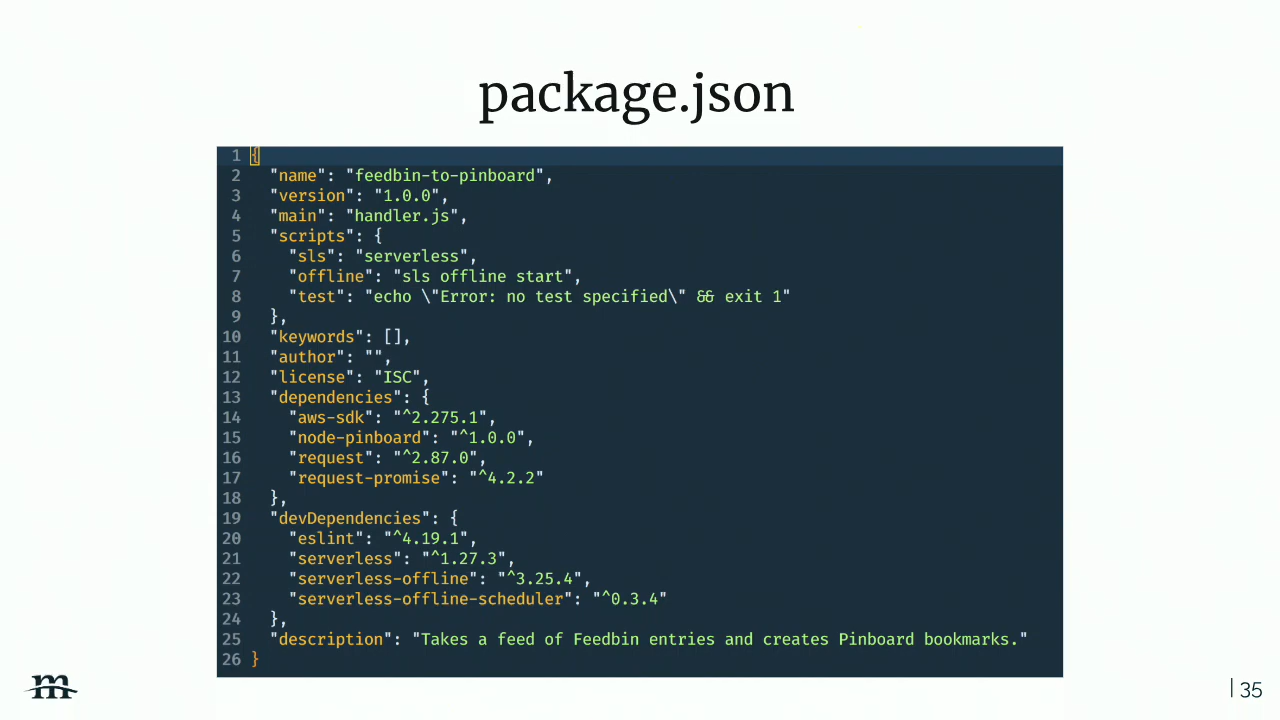 package.json
1 {
2 "name": "feedbin-to-pinboard",
3 "version": "1.0.0",
4 "main": "handler.js",
5 "scripts": {
6 "sls": "serverless",
7 "offline": "sls offline start",
8 "test": "echo \"Error: no test specified\" && exit 1"
9 },
10 "keywords": [],
11 "author": "",
12 "license": "ISC",
13 "dependencies": {
14 "aws-sdk": "^2.275.1",
15 "node-pinboard": "^1.0.0",
16 "request": "^2.87.0",
17 "request-promise": "^4.2.2"
18 },
19 "devDependencies": {
20 "eslint": "^4.19.1",
21 "serverless": "^1.27.3",
22 "serverless-offline": "^3.25.4",
23 "serverless-offline-scheduler": "^0.3.4"
24 },
25 "description": "Takes a feed of Feedbin entries and creates Pinboard bookmarks."
26 }
m
| 35